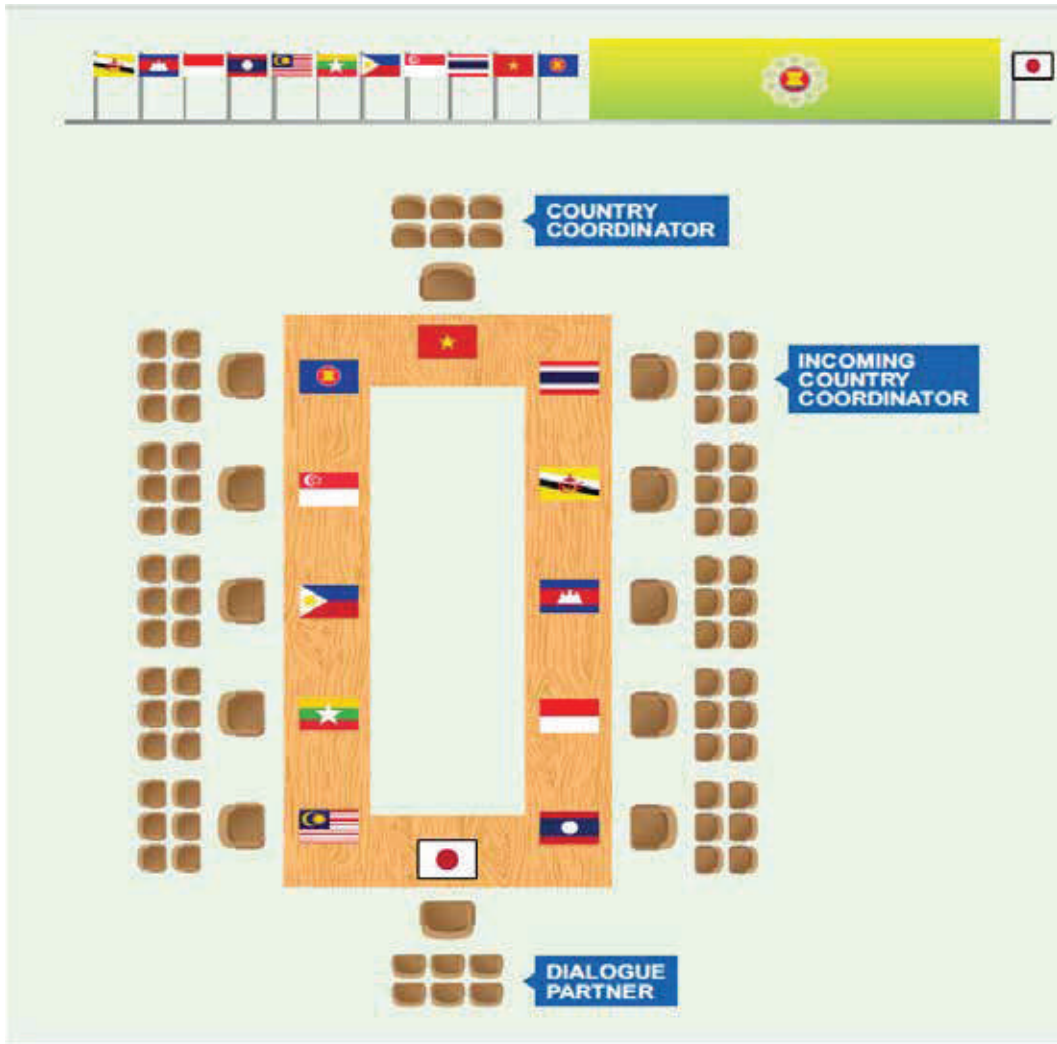 COUNTRY
COORDINATOR
INCOMING
COUNTRY
COORDINATOR
DIALOGUE
PARTNER